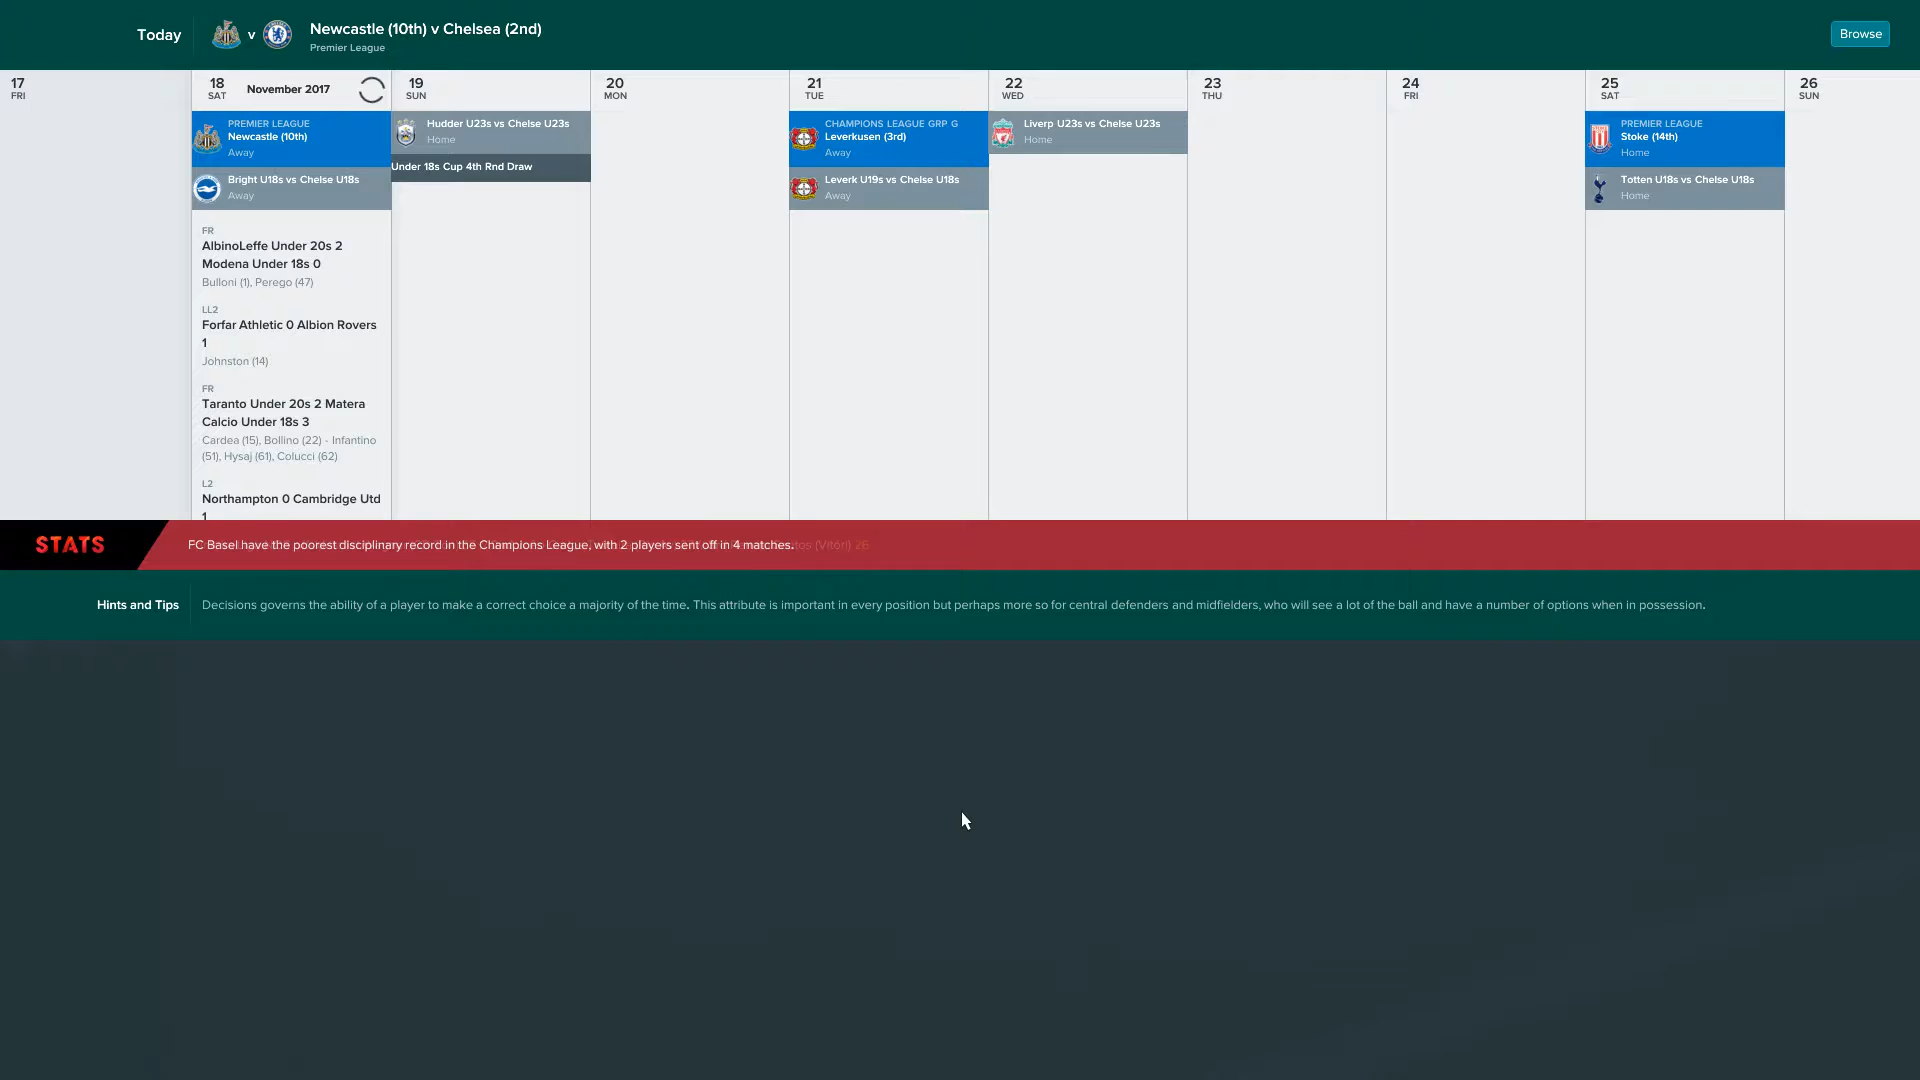 Today
v
Newcastle (10th) v Chelsea (2nd)
Premier League
Browse
17
FRI
18
SAT
November 2017
19
SUN
20
MON
21
TUE
22
WED
23
THU
24
FRI
25
SAT
26
SUN
PREMIER LEAGUE
Newcastle (10th)
Away
Bright U18s vs Chelse U18s
Away
FR
AlbinoLeffe Under 20s 2
Modena Under 18s 0
Bulloni (1), Perego (47)
LL2
Forfar Athletic 0 Albion Rovers
1
Johnston (14)
FR
Taranto Under 20s 2 Matera
Calcio Under 18s 3
Cardea (15), Bollino (22) - Infantino
(51), Hysaj (61), Colucci (62)
L2
Northampton 0 Cambridge Utd
1
Hudder U23s vs Chelse U23s
Home
Under 18s Cup 4th Rnd Draw
CHAMPIONS LEAGUE GRP G
Leverkusen (3rd)
Away
Leverk U19s vs Chelse U18s
Away
Liverp U23s vs Chelse U23s
Home
PREMIER LEAGUE
Stoke (14th)
Home
Totten U18s vs Chelse U18s
Home
STATS
FC Basel have the poorest disciplinary record in the Champions League, with 2 players sent off in 4 matches.
Hints and Tips
Decisions governs the ability of a player to make a correct choice a majority of the time. This attribute is important in every position but perhaps more so for central defenders and midfielders, who will see a lot of the ball and have a number of options when in possession.